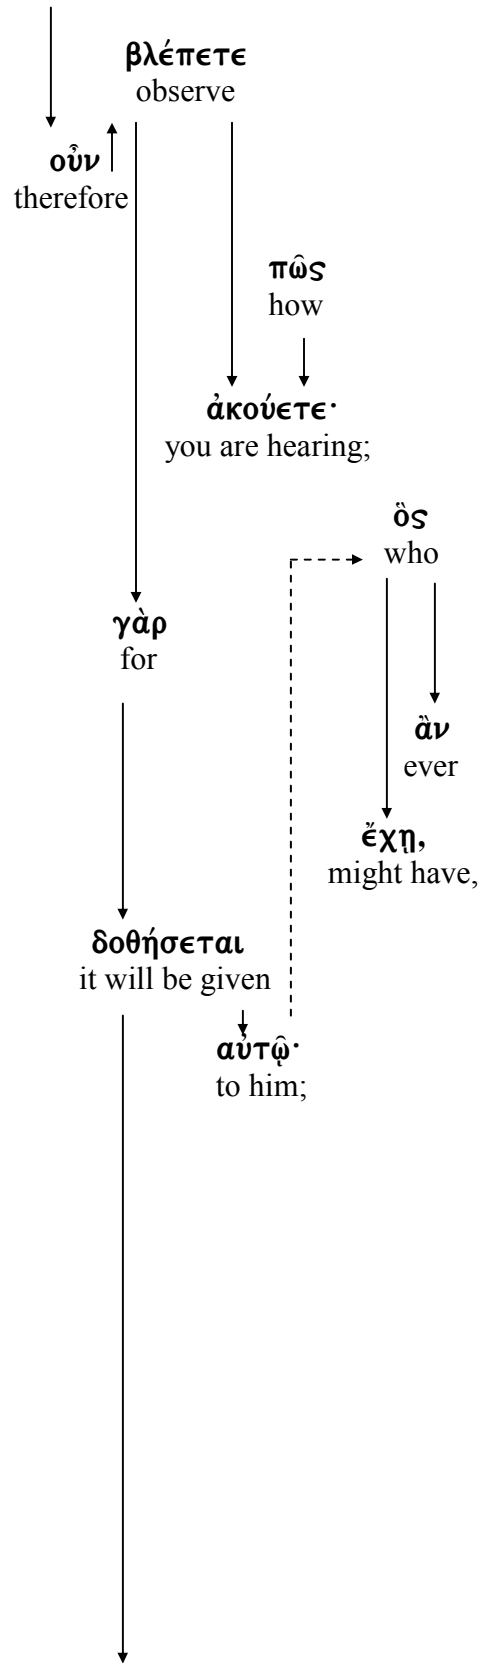 βλέπετε
observe
οὖν
therefore
πῶς
how
ἀκούετε·
you are hearing;
ὃς
who
γὰρ
for
ἂν
ever
ἔχῃ,
might have,
δοθήσεται
it will be given
αὐτῷ·
to him;